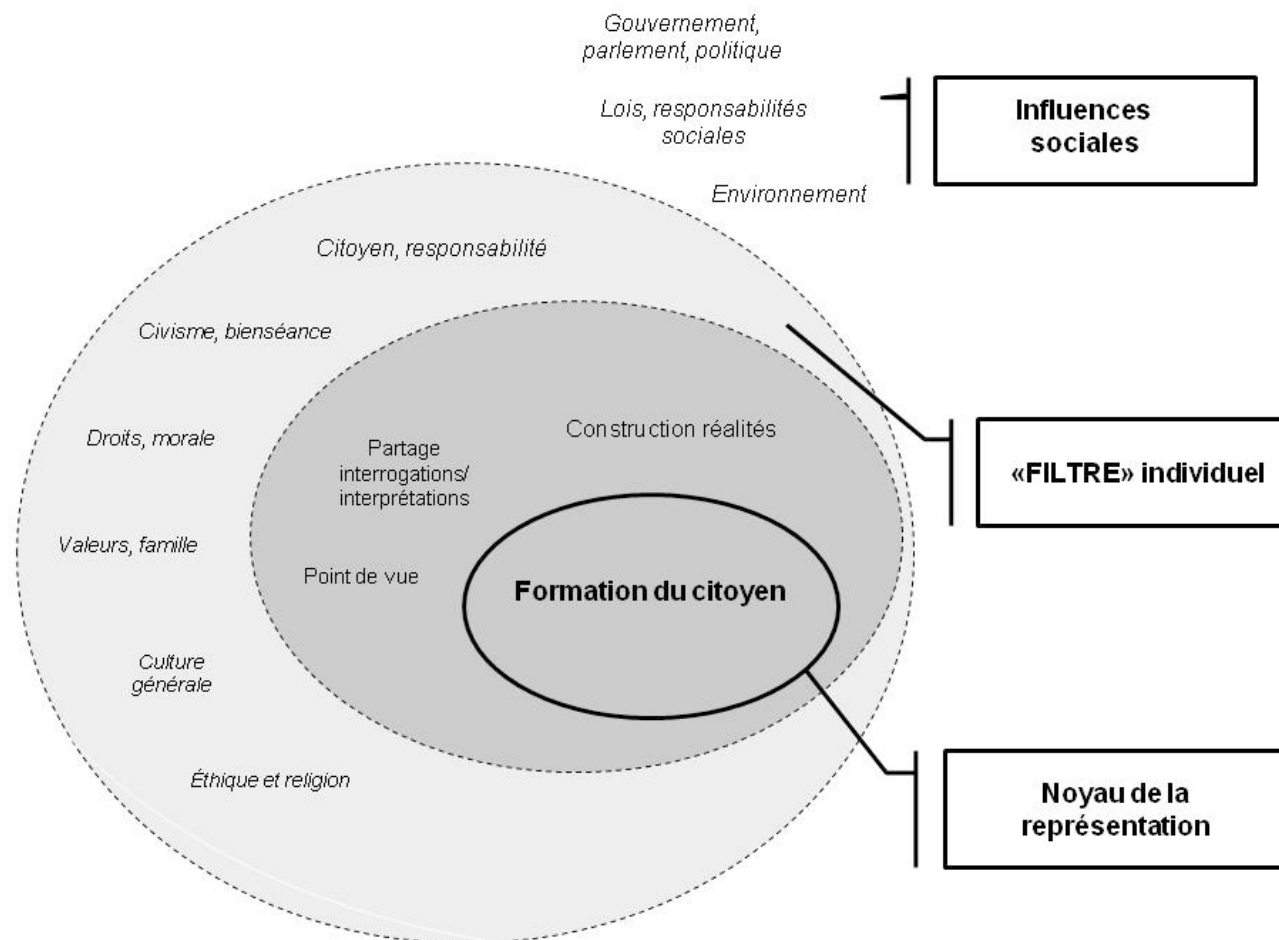 Gouvernement,
parlement, politique
Lois, responsabilités
sociales
Influences
sociales
Environnement
Citoyen, responsabilité
Civisme, bienséance
Droits, morale
Construction réalités
Partage
interrogations/
interprétations
«FILTRE» individuel
Valeurs, famille
Point de vue
Formation du citoyen
Culture
générale
Éthique et religion
Noyau de la
représentation